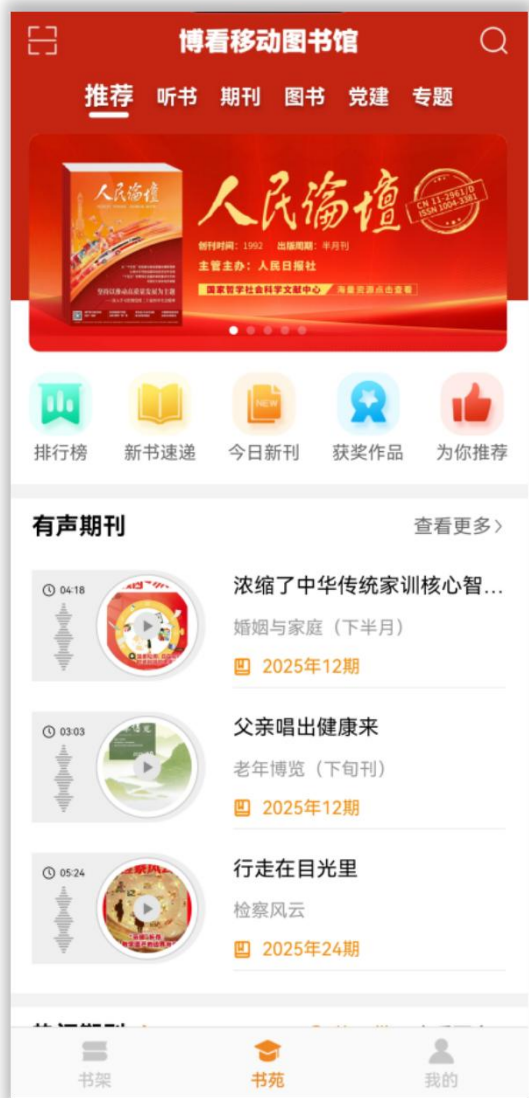 博看移动图书馆
推荐 听书 期刊 图书 党建 专题
人民论坛
人民論壇
CN 11-2961/D
ISSN 1004-3381
创刊时间：1992 出版周期：半月刊
主管主办：人民日报社
国家哲学社会科学文献中心 海量资源点击查看
NEW
排行榜 新书速递 今日新刊 获奖作品 为你推荐
有声期刊 查看更多
04:18
浓缩了中华传统家训核心智...
婚姻与家庭（下半月）
2025年12期
03:03
父亲唱出健康来
老年博览（下旬刊）
2025年12期
05:24
行走在目光里
检察风云
2025年24期
书架 书苑 我的